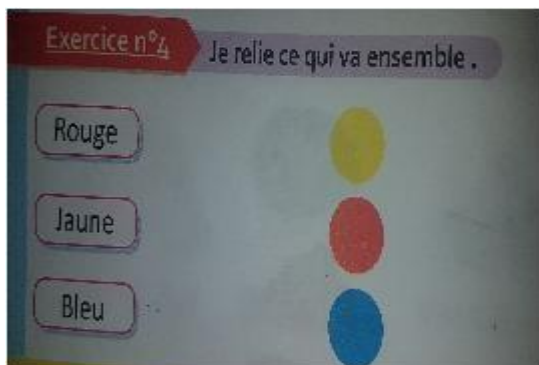 Exercice n°4
Je relie ce qui va ensemble .
Rouge
Jaune
Bleu